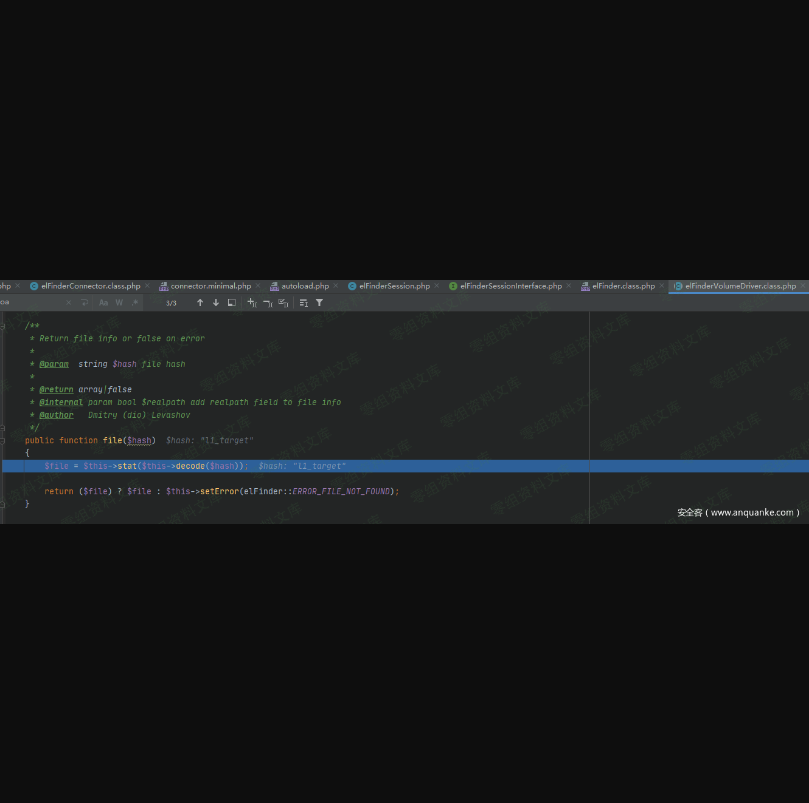 php elFinderConnector.class.php connector.minimal.php autoload.php elFinderSession.php elFinderSessionInterface.php elFinder.class.php elFinderVolumeDriver.class.php
Aa W .* 3/3
/**
* Return file info or false on error
*
* @param string $hash file hash
*
* @return array|false
* @internal param bool $realpath add realpath field to file info
* @author Dmitry (dio) Levashov
*/
public function file($hash) $hash: "l1_target"
{
$file = $this->stat($this->decode($hash)); $hash: "l1_target"
return ($file) ? $file : $this->setError(elFinder::ERROR_FILE_NOT_FOUND);
}
零组资料文库
安全客 ( www.anquanke.com )